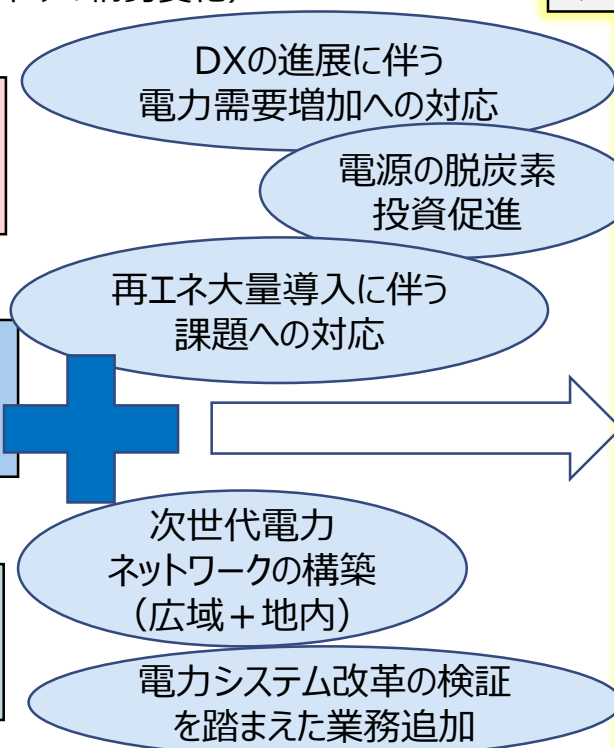 DXの進展に伴う
電力需要増加への対応
電源の脱炭素
投資促進
再エネ大量導入に伴う
課題への対応
次世代電力
ネットワークの構築
（広域＋地内）
電力システム改革の検証
を踏まえた業務追加